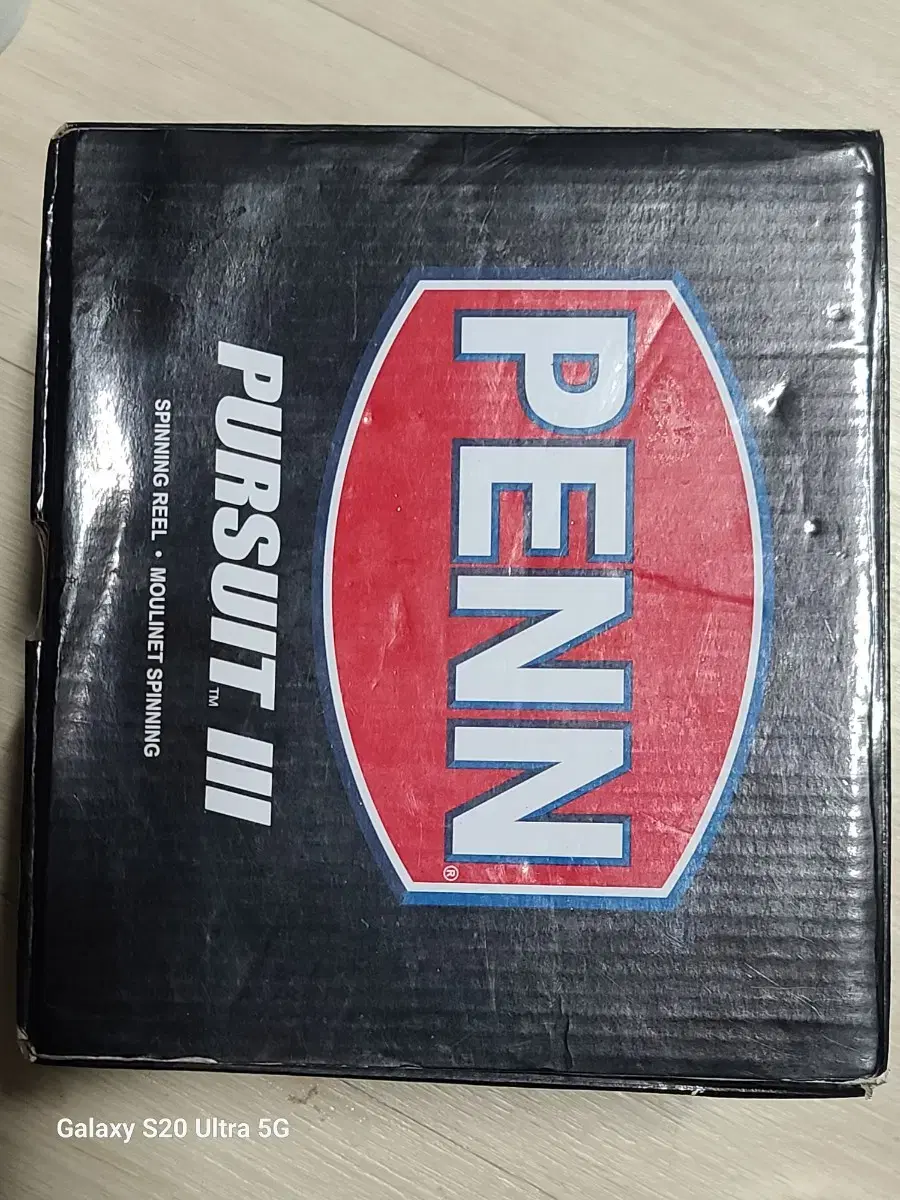 PENN®
PURSUIT™ III
SPINNING REEL • MOULINET SPINNING
Galaxy S20 Ultra 5G